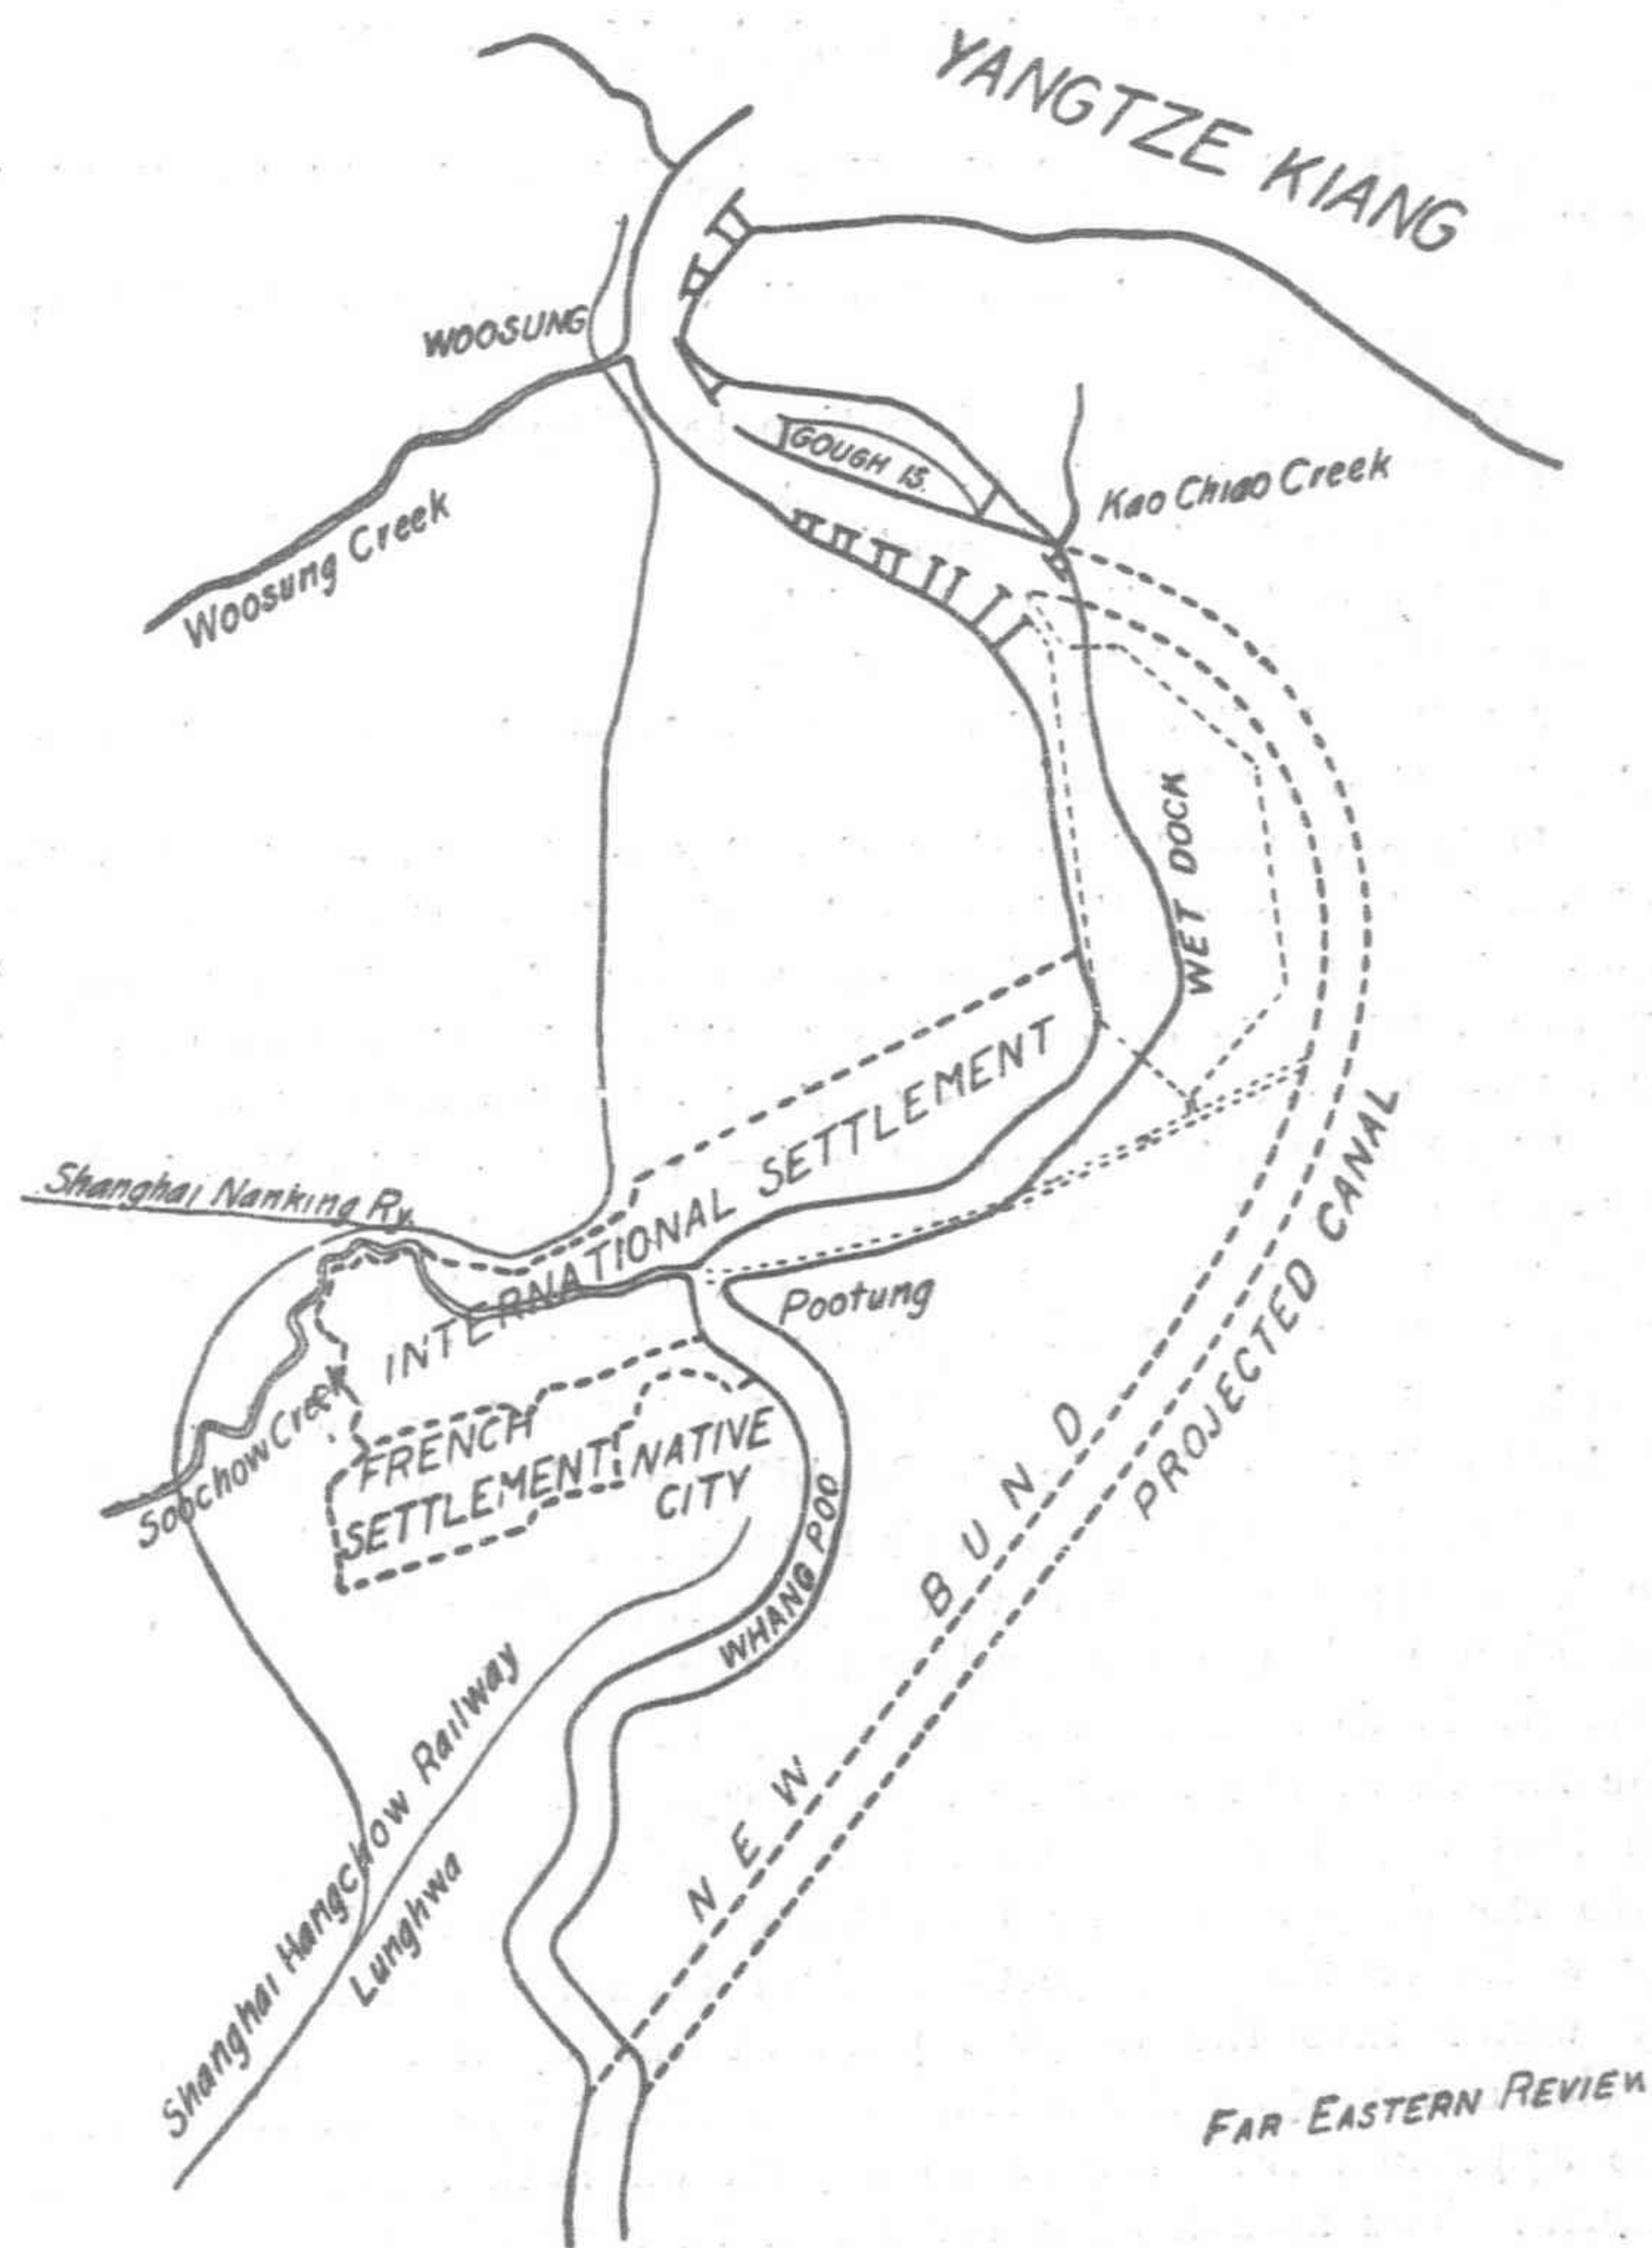 YANGTZE KIANG
WOOSUNG
GOUGH IS.
Kao Chiao Creek
Woosung Creek
WET DOCK
INTERNATIONAL SETTLEMENT
Shanghai Nanking Ry.
Pootung
PROJECTED CANAL
Soochow Creek
FRENCH
SETTLEMENT
NATIVE
CITY
WHANG POO
NEW BUND
Shanghai Hangchow Railway
Lunghwa
FAR EASTERN REVIEW